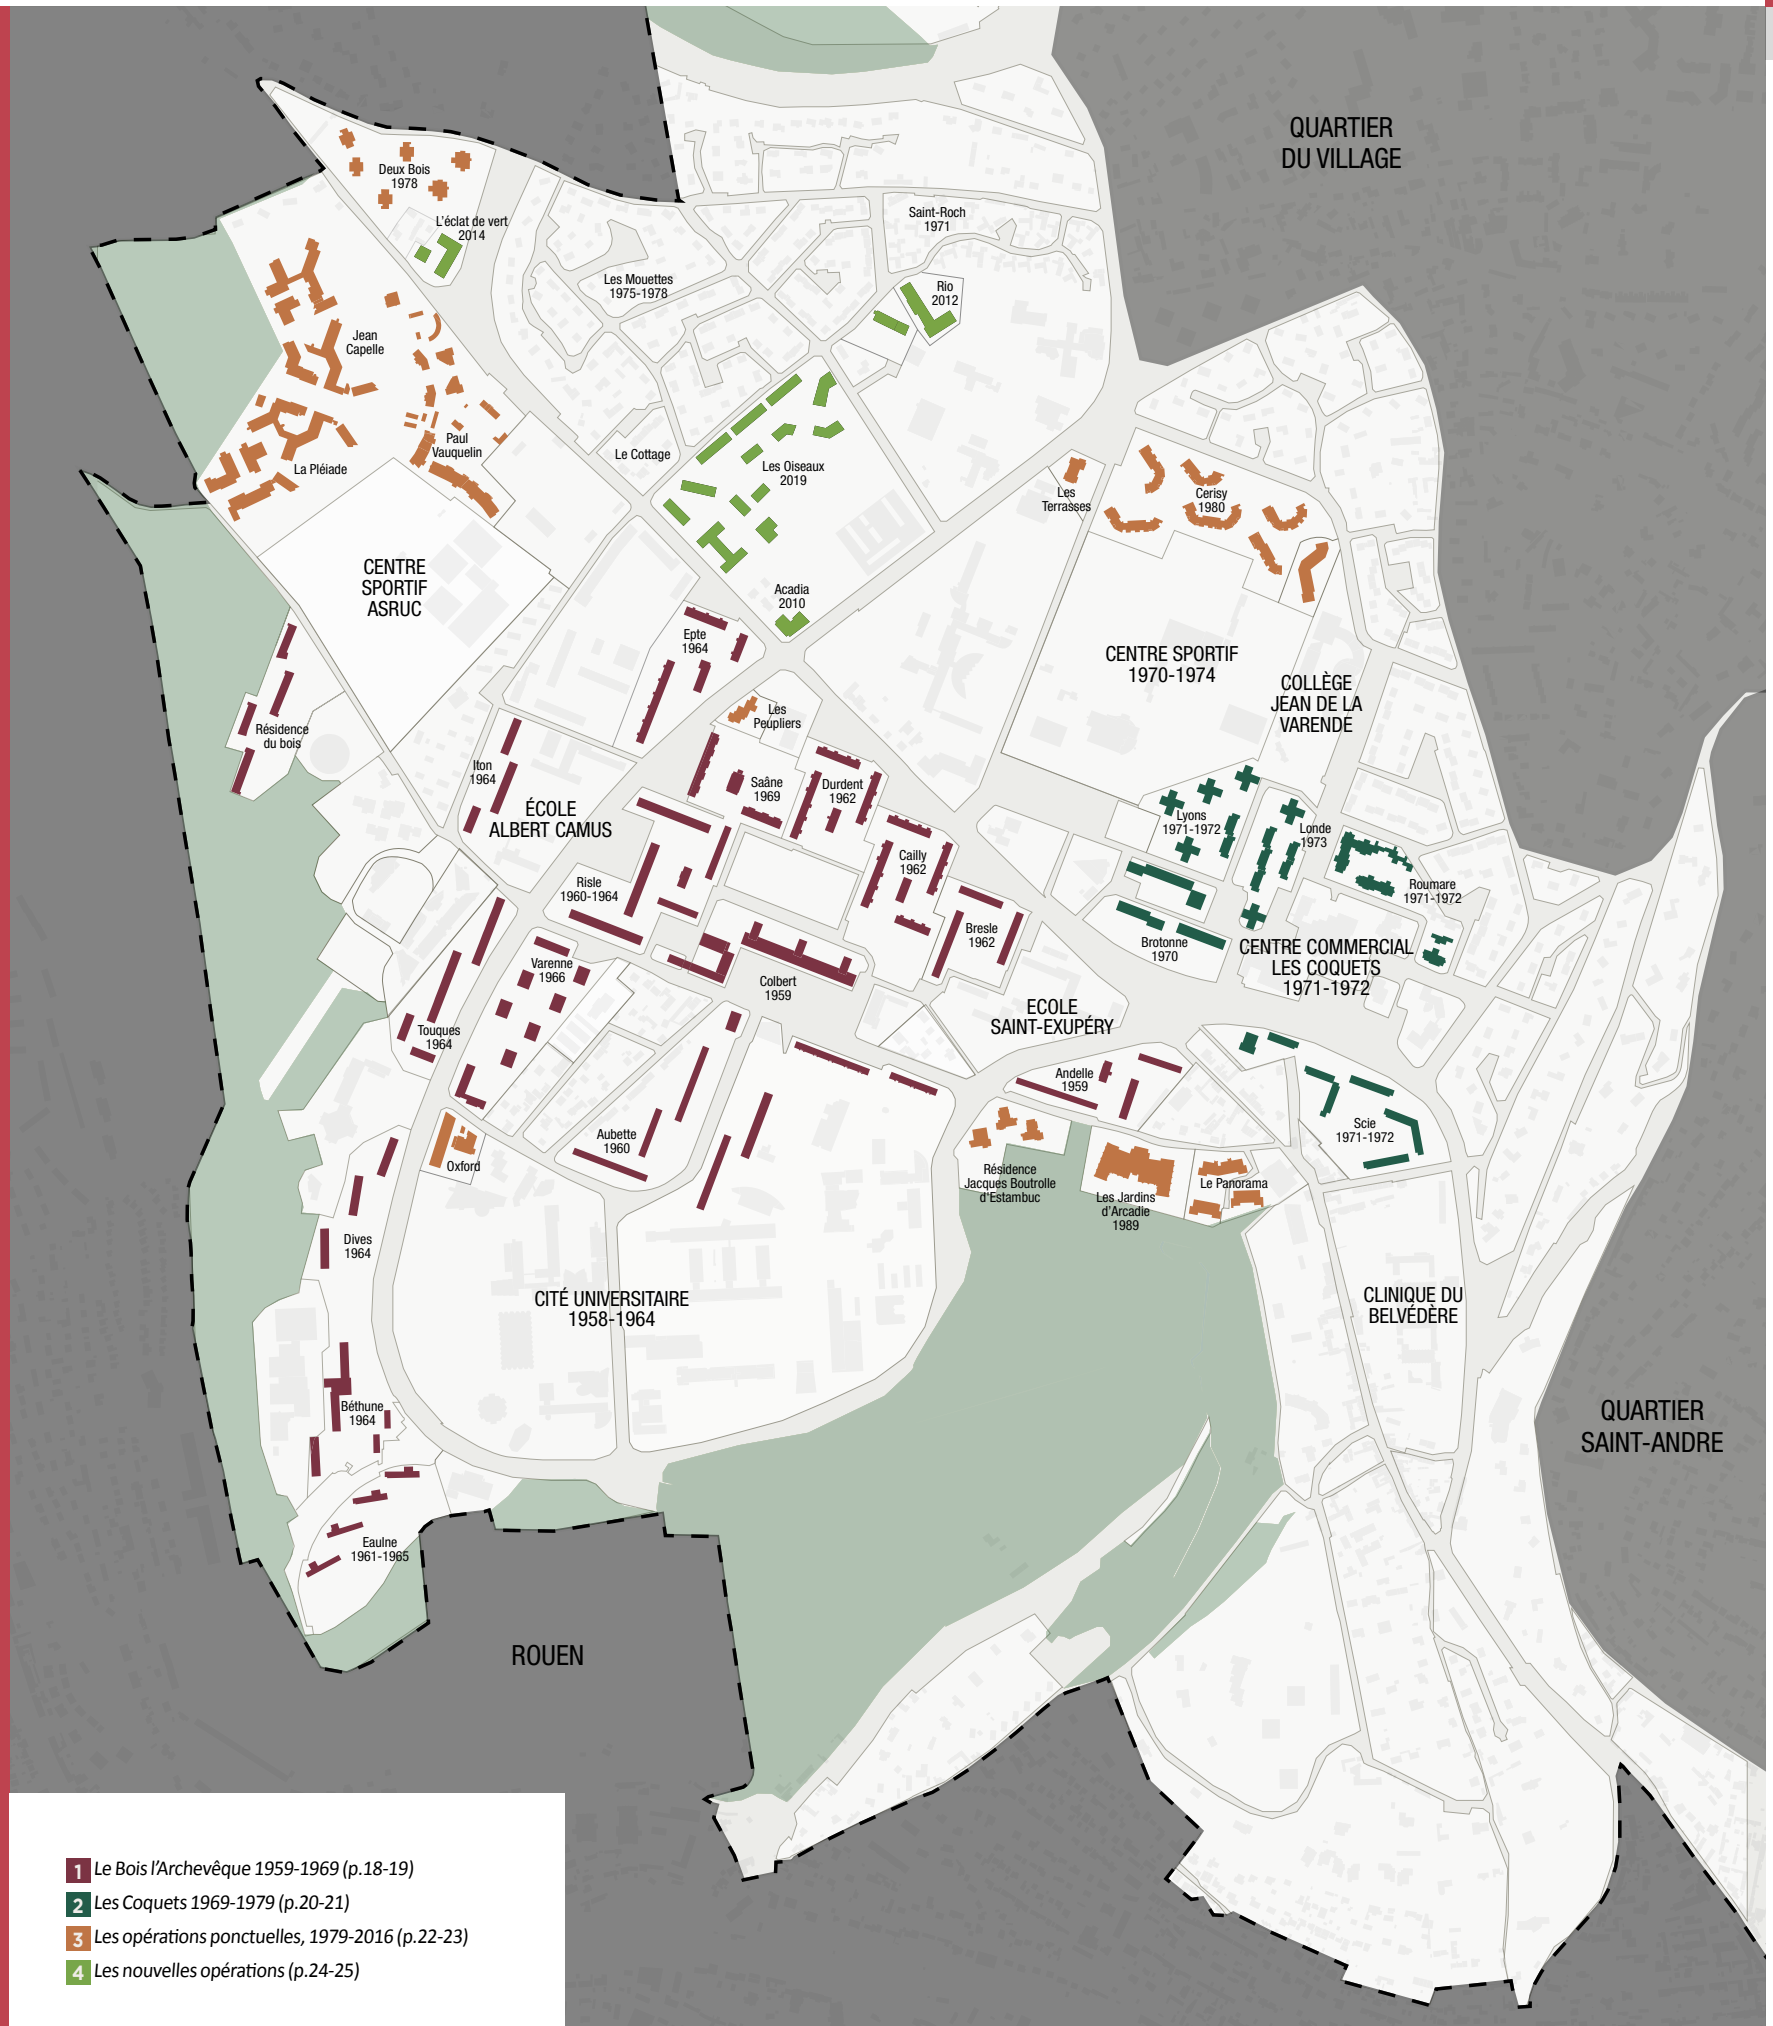 QUARTIER
DU VILLAGE
Deux Bois
1978
L'éclat de vert
2014
Saint-Roch
1971
Les Mouettes
1975-1978
Rio
2012
Jean
Capelle
Paul
Vauquelin
La Pléiade
Le Cottage
Les Oiseaux
2019
Les
Terrasses
Cerisy
1980
CENTRE
SPORTIF
ASRUC
Acadia
2010
Epte
1964
CENTRE SPORTIF
1970-1974
COLLÈGE
JEAN DE LA
VARENDE
Résidence
du bois
Les
Peupliers
Iton
1964
Saâne
1969
Durdent
1962
ÉCOLE
ALBERT CAMUS
Lyons
1971-1972
Londe
1973
Cailly
1962
Risle
1960-1964
Roumare
1971-1972
Bresle
1962
Brotonne
1970
CENTRE COMMERCIAL
LES COQUETS
1971-1972
Varenne
1966
Colbert
1959
ECOLE
SAINT-EXUPÉRY
Touques
1964
Andelle
1959
Scie
1971-1972
Aubette
1960
Oxford
Résidence
Jacques Boutrolle
d'Estambuc
Les Jardins
d'Arcadie
1989
Le Panorama
Dives
1964
CITÉ UNIVERSITAIRE
1958-1964
CLINIQUE DU
BELVÉDÈRE
Béthune
1964
QUARTIER
SAINT-ANDRE
Eaulne
1961-1965
ROUEN
1 Le Bois l'Archevêque 1959-1969 (p.18-19)
2 Les Coquets 1969-1979 (p.20-21)
3 Les opérations ponctuelles, 1979-2016 (p.22-23)
4 Les nouvelles opérations (p.24-25)